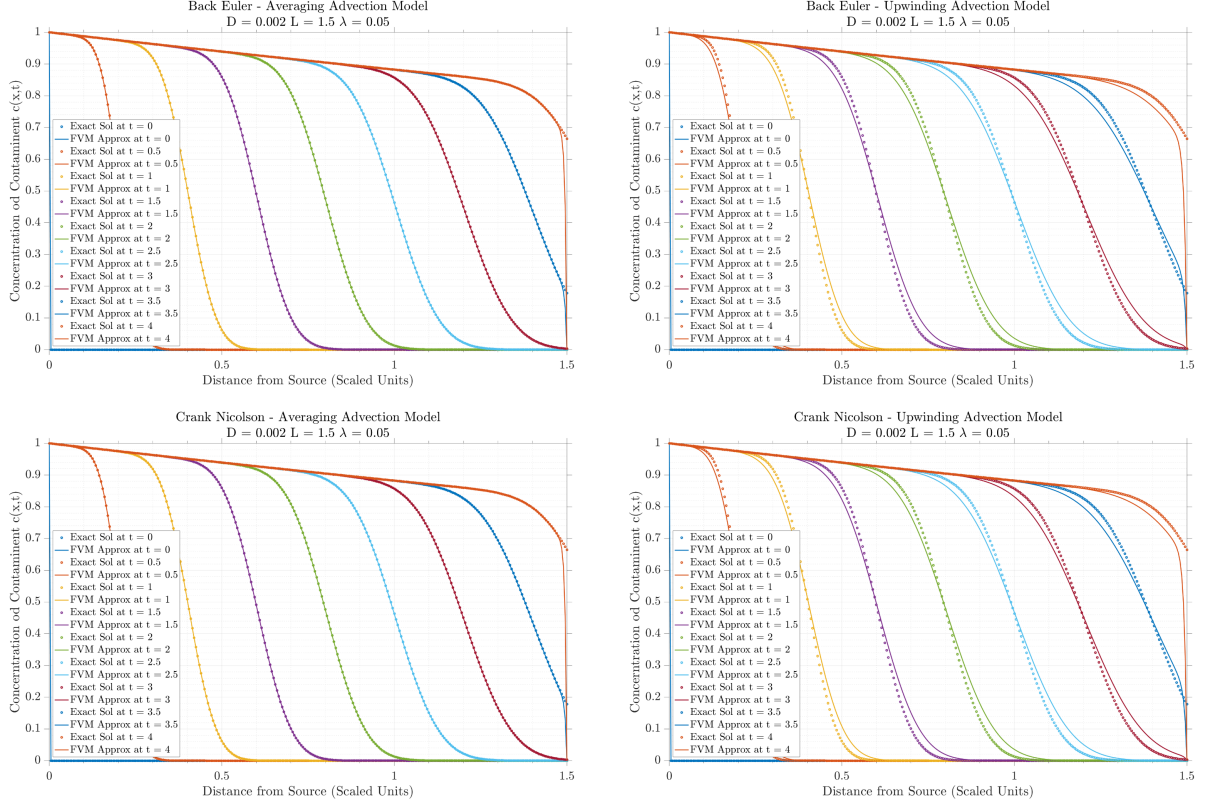 Back Euler - Averaging Advection Model
D = 0.002 L = 1.5 λ = 0.05
Concerntration od Contaminent c(x,t)
1
0.9
0.8
0.7
0.6
0.5
0.4
0.3
0.2
0.1
0
Exact Sol at t = 0
FVM Approx at t = 0
Exact Sol at t = 0.5
FVM Approx at t = 0.5
Exact Sol at t = 1
FVM Approx at t = 1
Exact Sol at t = 1.5
FVM Approx at t = 1.5
Exact Sol at t = 2
FVM Approx at t = 2
Exact Sol at t = 2.5
FVM Approx at t = 2.5
Exact Sol at t = 3
FVM Approx at t = 3
Exact Sol at t = 3.5
FVM Approx at t = 3.5
Exact Sol at t = 4
FVM Approx at t = 4
0 0.5 1 1.5
Distance from Source (Scaled Units)
Back Euler - Upwinding Advection Model
D = 0.002 L = 1.5 λ = 0.05
Concerntration od Contaminent c(x,t)
1
0.9
0.8
0.7
0.6
0.5
0.4
0.3
0.2
0.1
0
Exact Sol at t = 0
FVM Approx at t = 0
Exact Sol at t = 0.5
FVM Approx at t = 0.5
Exact Sol at t = 1
FVM Approx at t = 1
Exact Sol at t = 1.5
FVM Approx at t = 1.5
Exact Sol at t = 2
FVM Approx at t = 2
Exact Sol at t = 2.5
FVM Approx at t = 2.5
Exact Sol at t = 3
FVM Approx at t = 3
Exact Sol at t = 3.5
FVM Approx at t = 3.5
Exact Sol at t = 4
FVM Approx at t = 4
0 0.5 1 1.5
Distance from Source (Scaled Units)
Crank Nicolson - Averaging Advection Model
D = 0.002 L = 1.5 λ = 0.05
Concerntration od Contaminent c(x,t)
1
0.9
0.8
0.7
0.6
0.5
0.4
0.3
0.2
0.1
0
Exact Sol at t = 0
FVM Approx at t = 0
Exact Sol at t = 0.5
FVM Approx at t = 0.5
Exact Sol at t = 1
FVM Approx at t = 1
Exact Sol at t = 1.5
FVM Approx at t = 1.5
Exact Sol at t = 2
FVM Approx at t = 2
Exact Sol at t = 2.5
FVM Approx at t = 2.5
Exact Sol at t = 3
FVM Approx at t = 3
Exact Sol at t = 3.5
FVM Approx at t = 3.5
Exact Sol at t = 4
FVM Approx at t = 4
0 0.5 1 1.5
Distance from Source (Scaled Units)
Crank Nicolson - Upwinding Advection Model
D = 0.002 L = 1.5 λ = 0.05
Concerntration od Contaminent c(x,t)
1
0.9
0.8
0.7
0.6
0.5
0.4
0.3
0.2
0.1
0
Exact Sol at t = 0
FVM Approx at t = 0
Exact Sol at t = 0.5
FVM Approx at t = 0.5
Exact Sol at t = 1
FVM Approx at t = 1
Exact Sol at t = 1.5
FVM Approx at t = 1.5
Exact Sol at t = 2
FVM Approx at t = 2
Exact Sol at t = 2.5
FVM Approx at t = 2.5
Exact Sol at t = 3
FVM Approx at t = 3
Exact Sol at t = 3.5
FVM Approx at t = 3.5
Exact Sol at t = 4
FVM Approx at t = 4
0 0.5 1 1.5
Distance from Source (Scaled Units)